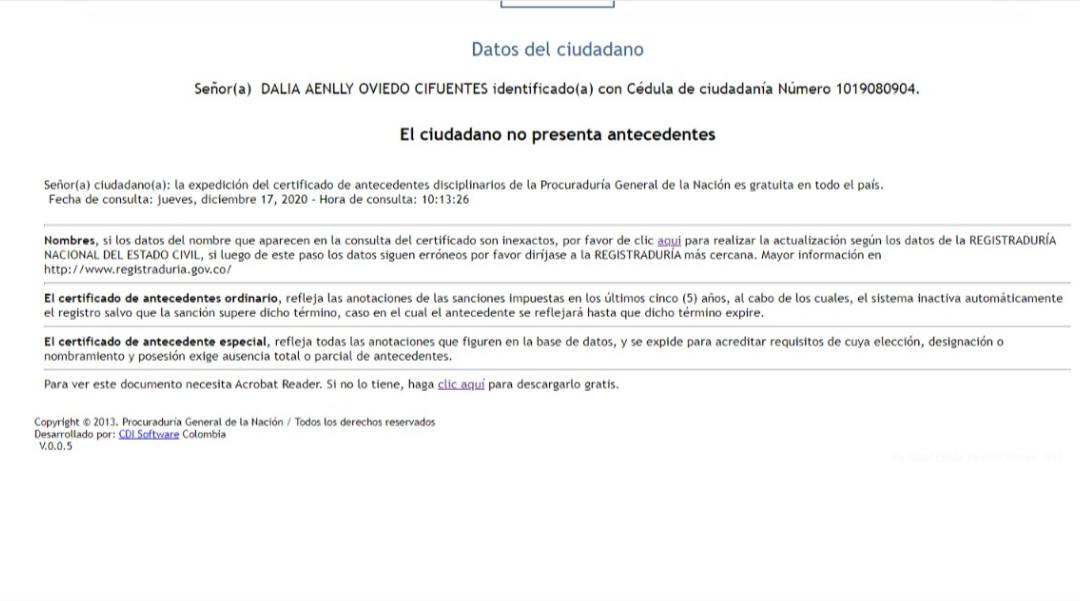 Datos del ciudadano
Señor(a) DALIA AENLLY OVIEDO CIFUENTES identificado(a) con Cédula de ciudadanía Número 1019080904.
El ciudadano no presenta antecedentes
Señor(a) ciudadano(a): la expedición del certificado de antecedentes disciplinarios de la Procuraduría General de la Nación es gratuita en todo el país.
Fecha de consulta: jueves, diciembre 17, 2020 - Hora de consulta: 10:13:26
Nombres, si los datos del nombre que aparecen en la consulta del certificado son inexactos, por favor de clic aquí para realizar la actualización según los datos de la REGISTRADURÍA
NACIONAL DEL ESTADO CIVIL, si luego de este paso los datos siguen erróneos por favor diríjase a la REGISTRADURÍA más cercana. Mayor información en
http://www.registraduria.gov.co/
El certificado de antecedentes ordinario, refleja las anotaciones de las sanciones impuestas en los últimos cinco (5) años, al cabo de los cuales, el sistema inactiva automáticamente
el registro salvo que la sanción supere dicho término, caso en el cual el antecedente se reflejará hasta que dicho término expire.
El certificado de antecedente especial, refleja todas las anotaciones que figuren en la base de datos, y se expide para acreditar requisitos de cuya elección, designación o
nombramiento y posesión exige ausencia total o parcial de antecedentes.
Para ver este documento necesita Acrobat Reader. Si no lo tiene, haga clic aquí para descargarlo gratis.
Copyright © 2013. Procuraduria General de la Nación / Todos los derechos reservados
Desarrollado por: CDI Software Colombia
V.0.0.5